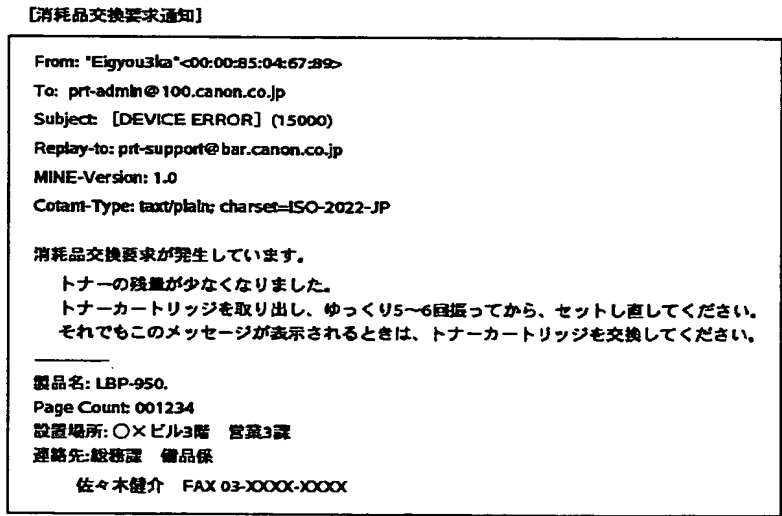 ［消耗品交換要求通知］
From: "Eigyou3ka"<00:00:85:04:67:89>
To: prt-admin@100.canon.co.jp
Subject: ［DEVICE ERROR］(15000)
Replay-to: prt-support@bar.canon.co.jp
MINE-Version: 1.0
Cotant-Type: taxt/plain; charset=ISO-2022-JP
消耗品交換要求が発生しています。
トナーの残量が少なくなりました。
トナーカートリッジを取り出し、ゆっくり5〜6回振ってから、セットし直してください。
それでもこのメッセージが表示されるときは、トナーカートリッジを交換してください。
製品名: LBP-950.
Page Count: 001234
設置場所: ○×ビル3階 営業3課
連絡先:総務課 備品係
佐々木健介 FAX 03-XXXX-XXXX